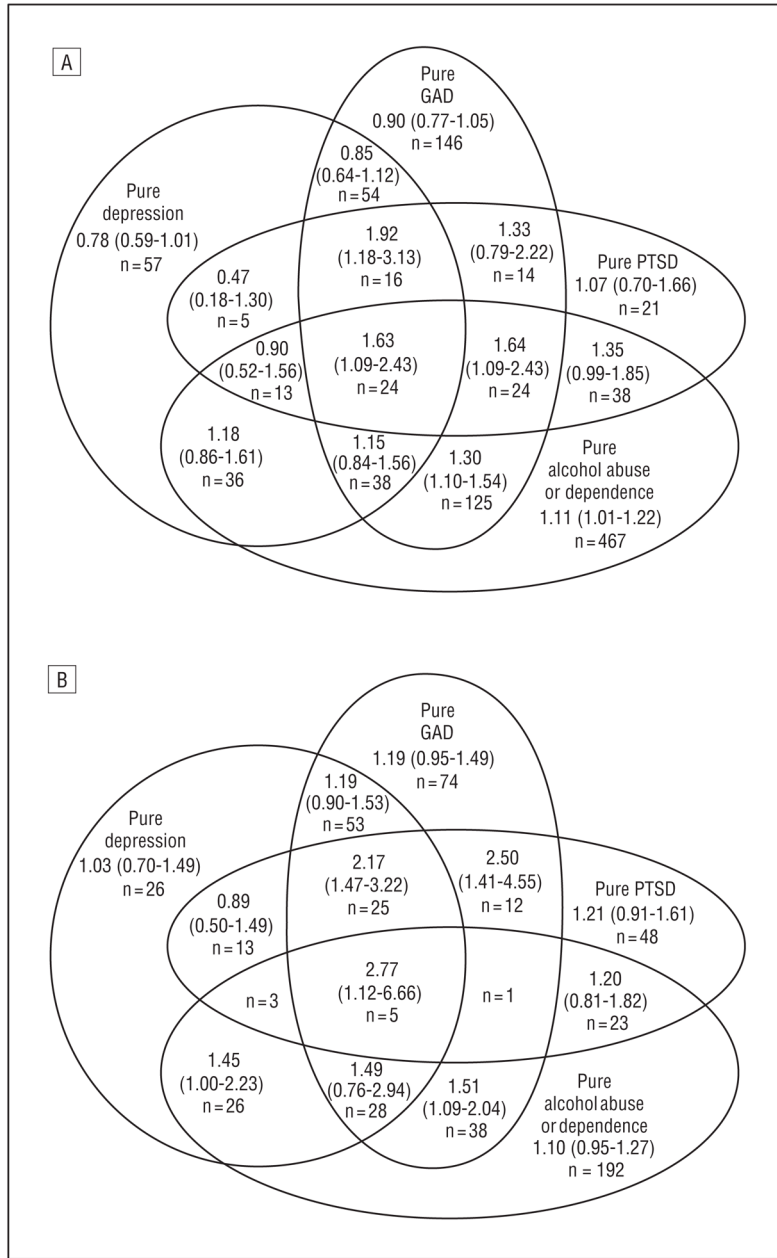 A
Pure
GAD
0.90 (0.77-1.05)
n=146
0.85
(0.64-1.12)
n=54
Pure
depression
0.78 (0.59-1.01)
n=57
1.92
(1.18-3.13)
n=16
1.33
(0.79-2.22)
n=14
Pure PTSD
1.07 (0.70-1.66)
n=21
0.47
(0.18-1.30)
n=5
0.90
(0.52-1.56)
n=13
1.63
(1.09-2.43)
n=24
1.64
(1.09-2.43)
n=24
1.35
(0.99-1.85)
n=38
1.18
(0.86-1.61)
n=36
1.15
(0.84-1.56)
n=38
1.30
(1.10-1.54)
n=125
Pure
alcohol abuse
or dependence
1.11 (1.01-1.22)
n=467
B
Pure
GAD
1.19 (0.95-1.49)
n=74
1.19
(0.90-1.53)
n=53
Pure
depression
1.03 (0.70-1.49)
n=26
2.17
(1.47-3.22)
n=25
2.50
(1.41-4.55)
n=12
Pure PTSD
1.21 (0.91-1.61)
n=48
0.89
(0.50-1.49)
n=13
n=3
2.77
(1.12-6.66)
n=5
n=1
1.20
(0.81-1.82)
n=23
1.45
(1.00-2.23)
n=26
1.49
(0.76-2.94)
n=28
1.51
(1.09-2.04)
n=38
Pure
alcohol abuse
or dependence
1.10 (0.95-1.27)
n = 192